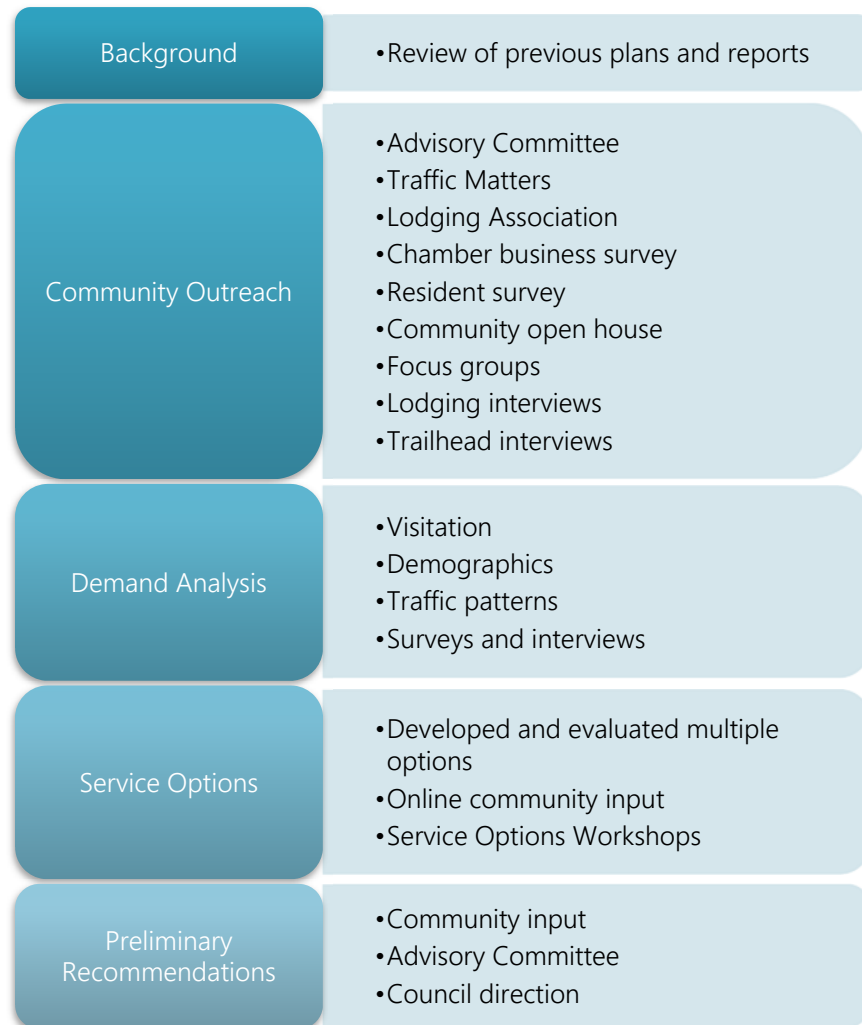 Background
•Review of previous plans and reports
Community Outreach
•Advisory Committee
•Traffic Matters
•Lodging Association
•Chamber business survey
•Resident survey
•Community open house
•Focus groups
•Lodging interviews
•Trailhead interviews
Demand Analysis
•Visitation
•Demographics
•Traffic patterns
•Surveys and interviews
Service Options
•Developed and evaluated multiple
options
•Online community input
•Service Options Workshops
Preliminary
Recommendations
•Community input
•Advisory Committee
•Council direction